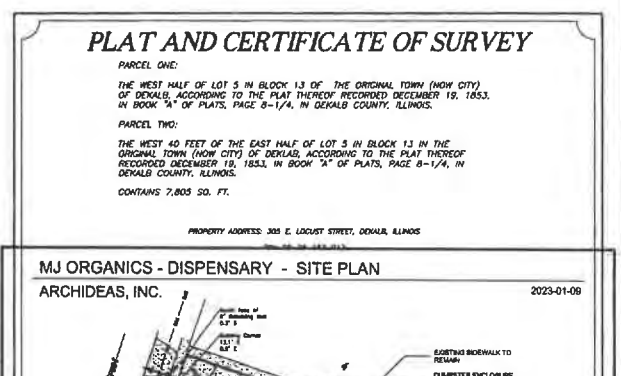 PLAT AND CERTIFICATE OF SURVEY
PARCEL ONE:
THE WEST HALF OF LOT 5 IN BLOCK 13 OF THE ORIGINAL TOWN (NOW CITY)
OF DEKALB, ACCORDING TO THE PLAT THEREOF RECORDED DECEMBER 19, 1853,
IN BOOK "A" OF PLATS, PAGE 8-1/4, IN DEKALB COUNTY, ILLINOIS.
PARCEL TWO:
THE WEST 40 FEET OF THE EAST HALF OF LOT 5 IN BLOCK 13 IN THE
ORIGINAL TOWN (NOW CITY) OF DEKLAB, ACCORDING TO THE PLAT THEREOF
RECORDED DECEMBER 19, 1853, IN BOOK "A" OF PLATS, PAGE 8-1/4, IN
DEKALB COUNTY, ILLINOIS.
CONTAINS 7,805 SQ. FT.
PROPERTY ADDRESS: 305 E. LOCUST STREET, DEKALB, ILLINOIS
MJ ORGANICS - DISPENSARY - SITE PLAN
ARCHIDEAS, INC.
2023-01-09
EXISTING SIDEWALK TO
REMAIN
DUMPSTER ENCLOSURE